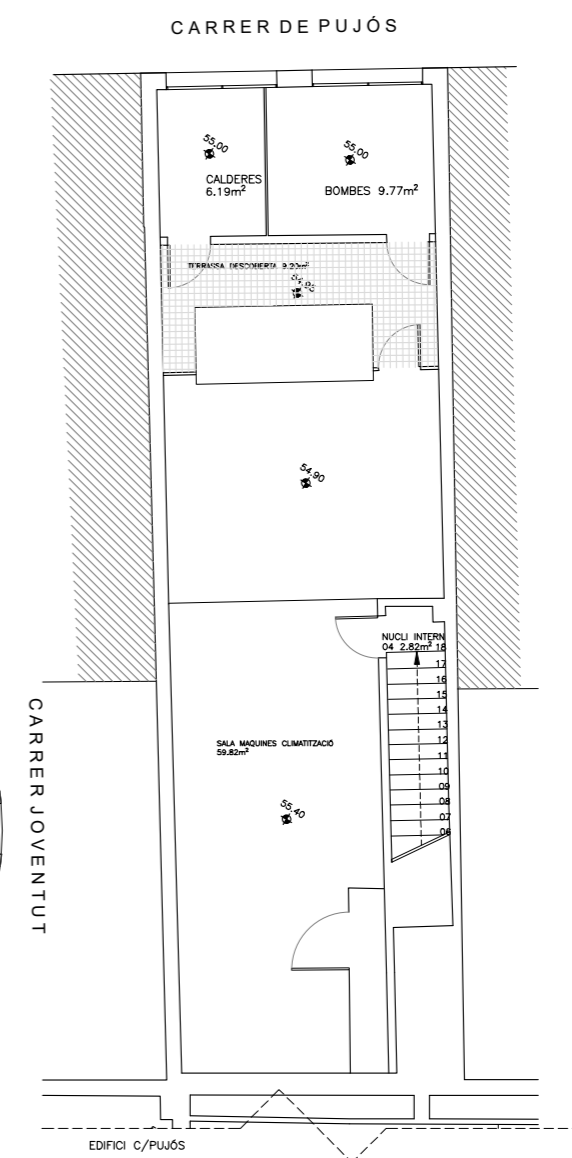 CARRER DE PUJÓS
55.00
55.00
CALDERES
6.19m²
BOMBES 9.77m²
TERRASSA DESCOBERTA 9.20m²
54.90
NUCLI INTERN
04 2.82m²
18
17
16
15
14
13
12
11
10
09
08
07
06
SALA MAQUINES CLIMATITZACIÓ
59.82m²
55.40
CARRER JOVENTUT
EDIFICI C/PUJÓS